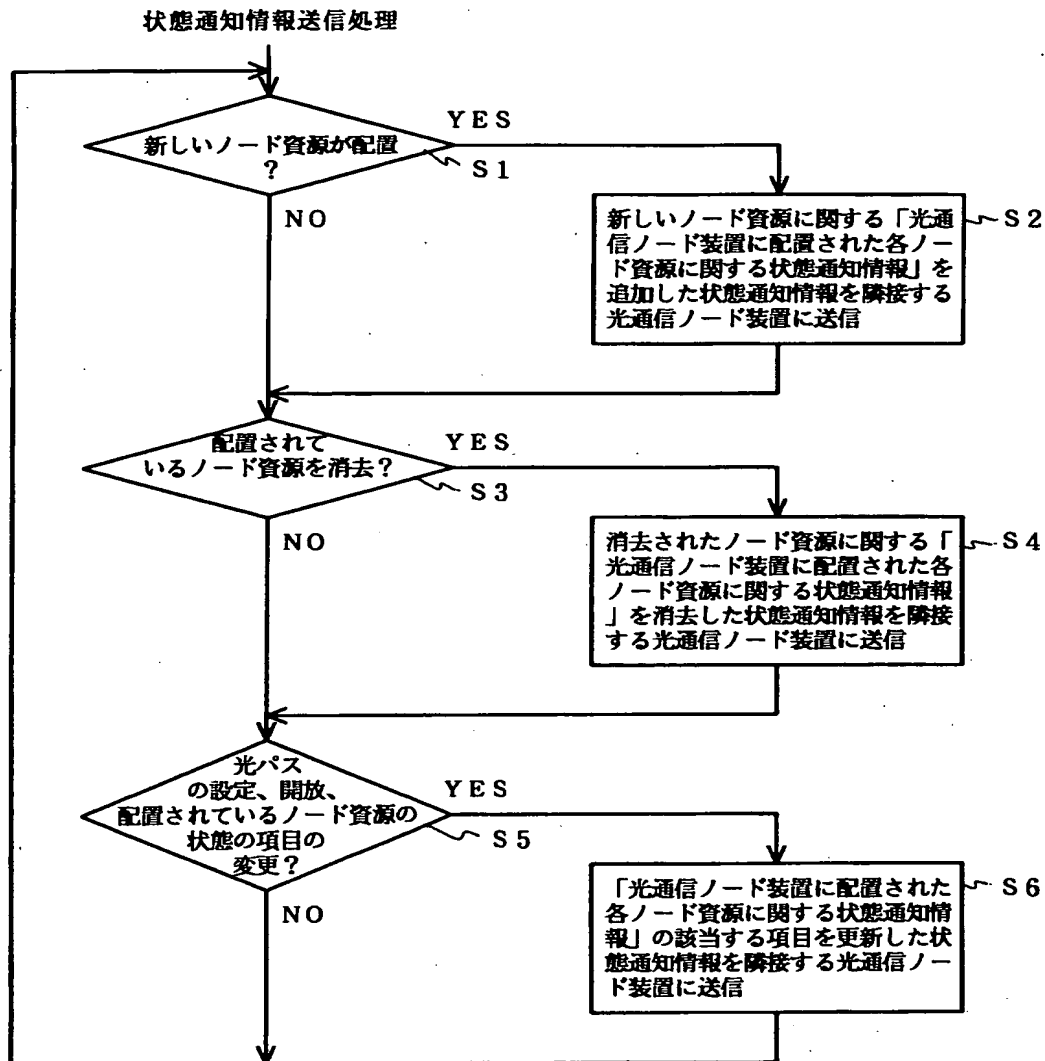 状態通知情報送信処理
新しいノード資源が配置
?
YES
S1
NO
新しいノード資源に関する「光通
信ノード装置に配置された各ノー
ド資源に関する状態通知情報」を
追加した状態通知情報を隣接する
光通信ノード装置に送信
S2
配置されて
いるノード資源を消去?
YES
S3
NO
消去されたノード資源に関する「
光通信ノード装置に配置された各
ノード資源に関する状態通知情報
」を消去した状態通知情報を隣接
する光通信ノード装置に送信
S4
光パス
の設定、開放、
配置されているノード資源の
状態の項目の
変更?
YES
S5
NO
「光通信ノード装置に配置された
各ノード資源に関する状態通知情
報」の該当する項目を更新した状
態通知情報を隣接する光通信ノー
ド装置に送信
S6